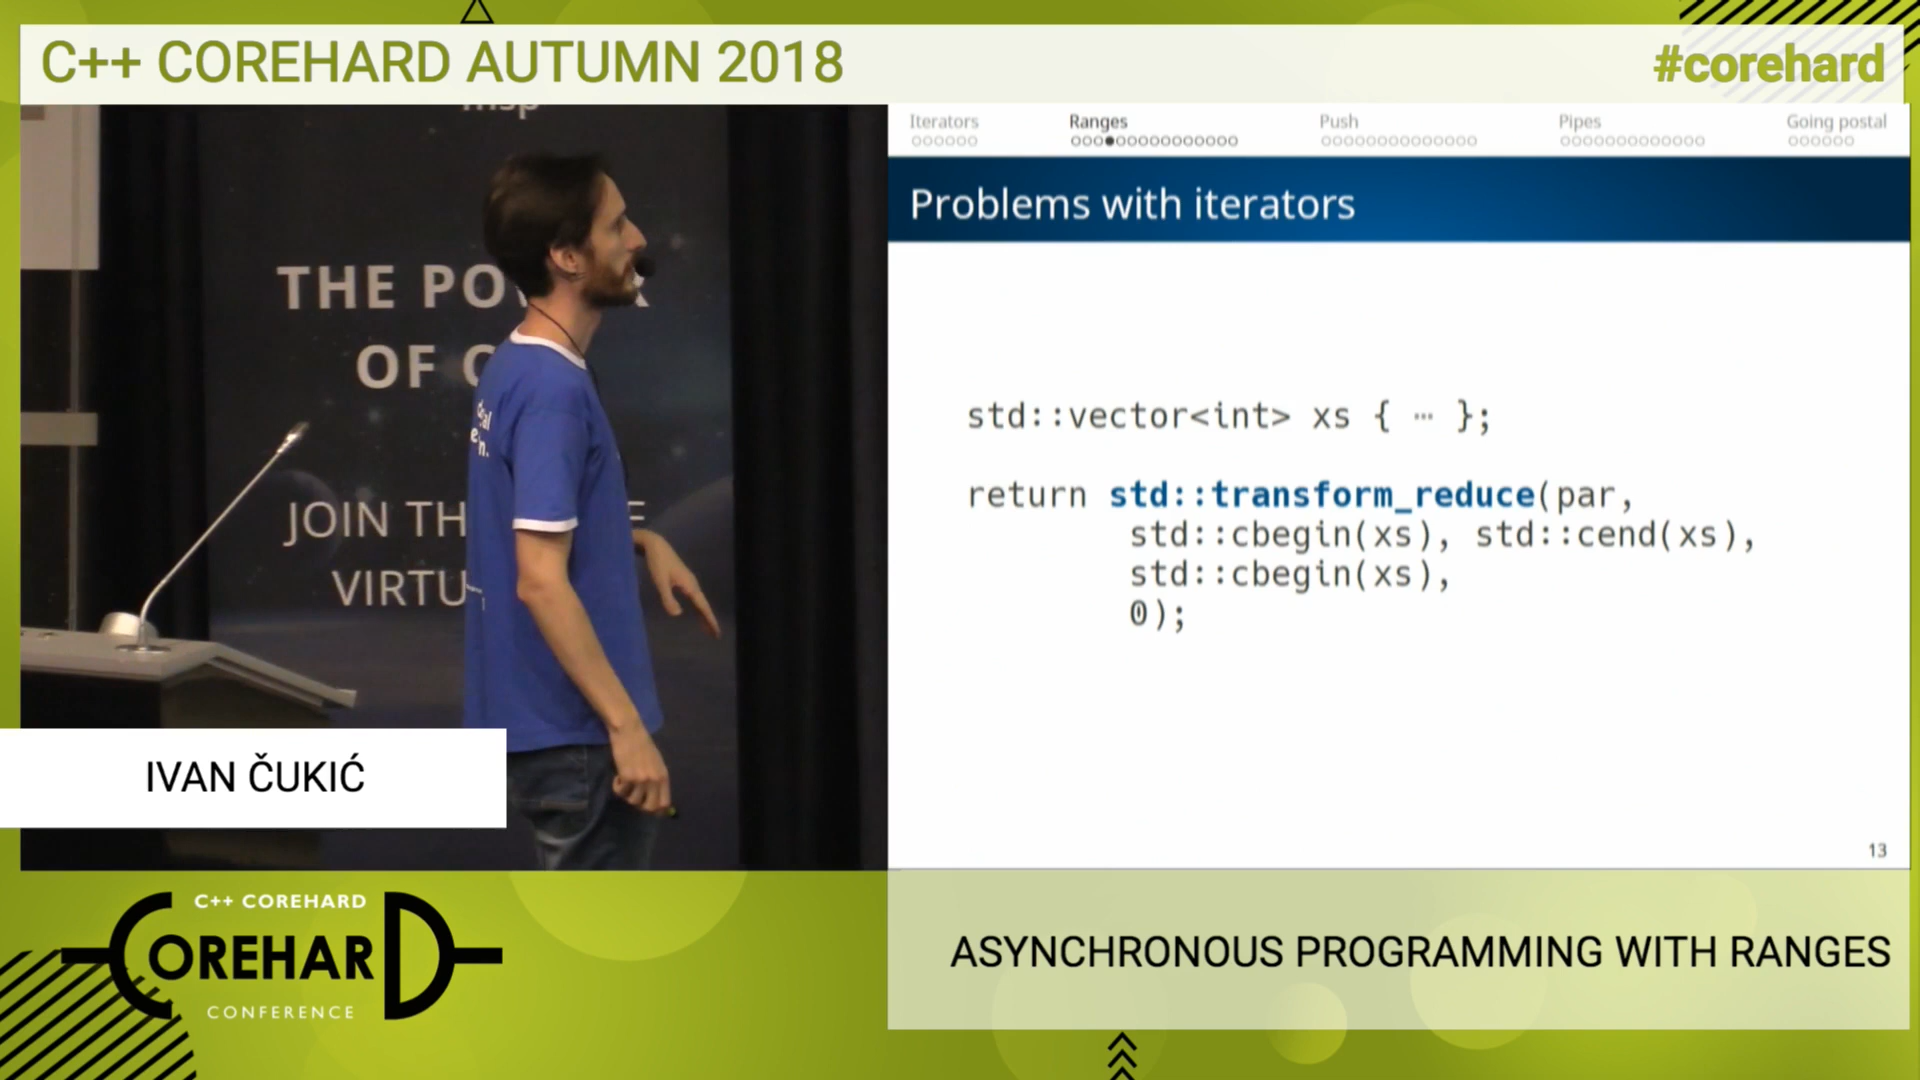 C++ COREHARD AUTUMN 2018
#corehard
THE PO
OF C
JOIN TH
VIRTU
Iterators Ranges Push Pipes Going postal
Problems with iterators
std::vector<int> xs { ⋯ };
return std::transform_reduce(par,
std::cbegin(xs), std::cend(xs),
std::cbegin(xs),
0);
13
IVAN ČUKIĆ
C++ COREHARD
COREHARD
CONFERENCE
ASYNCHRONOUS PROGRAMMING WITH RANGES